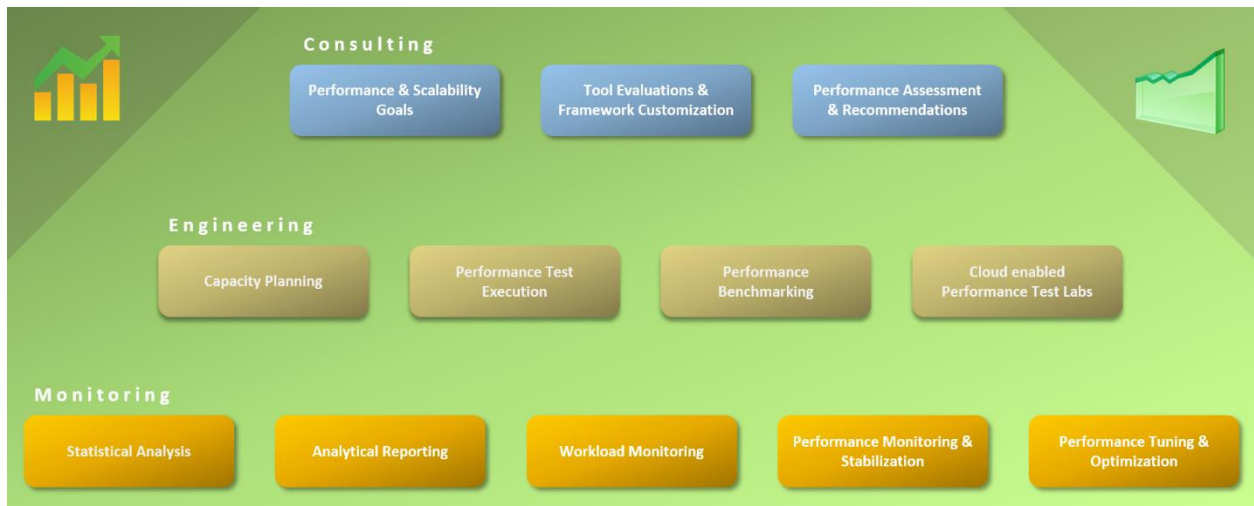 Consulting
Performance & Scalability
Goals
Tool Evaluations &
Framework Customization
Performance Assessment
& Recommendations
Engineering
Capacity Planning
Performance Test
Execution
Performance
Benchmarking
Cloud enabled
Performance Test Labs
Monitoring
Statistical Analysis
Analytical Reporting
Workload Monitoring
Performance Monitoring &
Stabilization
Performance Tuning &
Optimization